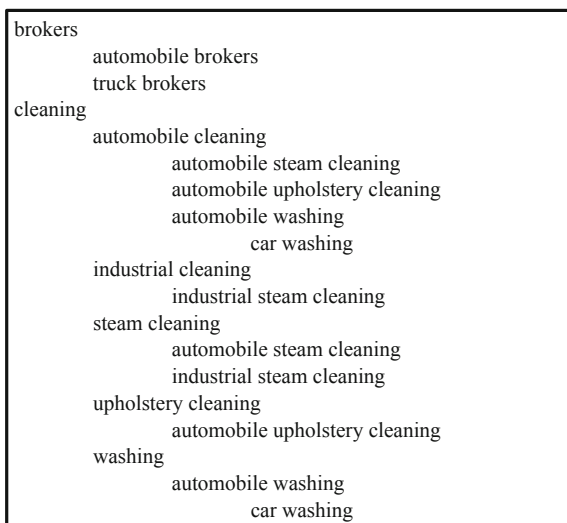 brokers
automobile brokers
truck brokers
cleaning
automobile cleaning
automobile steam cleaning
automobile upholstery cleaning
automobile washing
car washing
industrial cleaning
industrial steam cleaning
steam cleaning
automobile steam cleaning
industrial steam cleaning
upholstery cleaning
automobile upholstery cleaning
washing
automobile washing
car washing